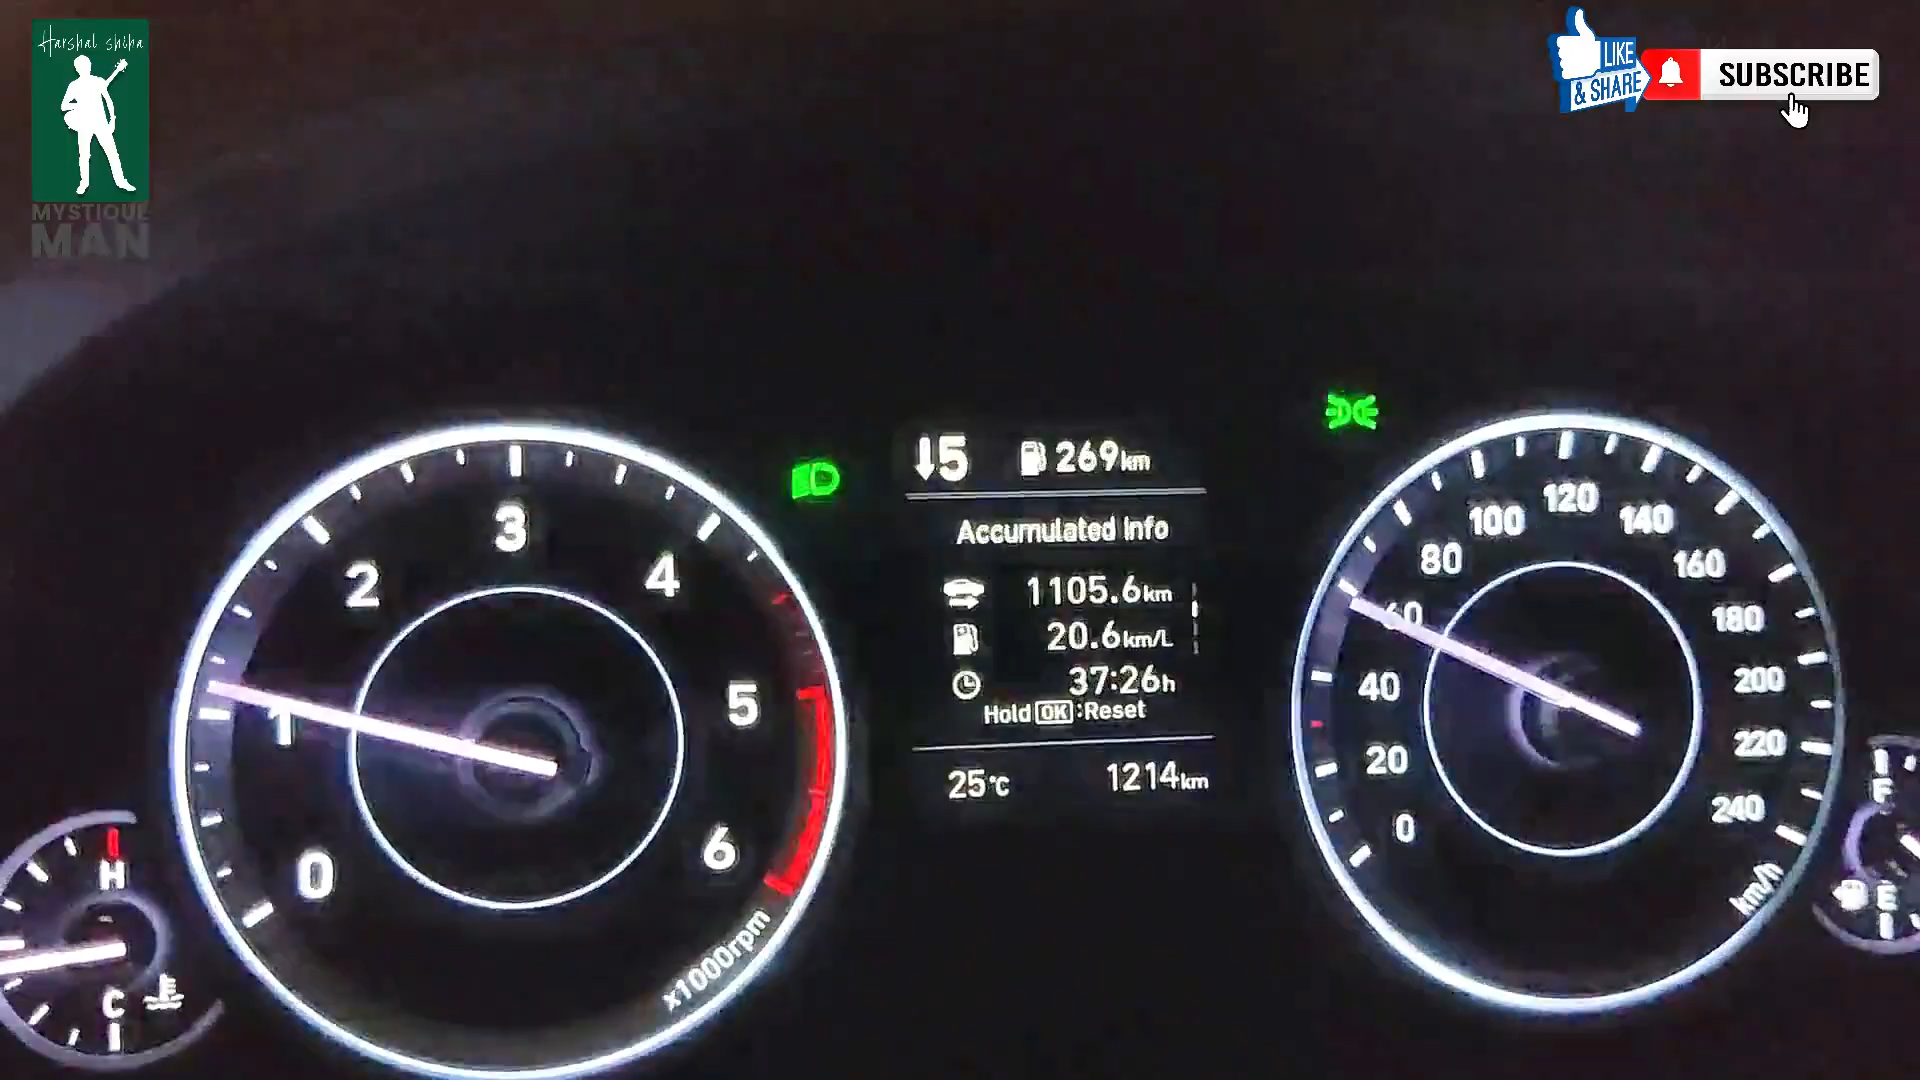 Harshal shiha
MYSTIQUE
MAN
LIKE
& SHARE
SUBSCRIBE
5 269km
Accumulated Info
1105.6km
20.6km/L
37:26h
Hold OK :Reset
25°C 1214km
0
1
2
3
4
5
6
x1000rpm
0
20
40
60
80
100
120
140
160
180
200
220
240
km/h
H
C
F
E